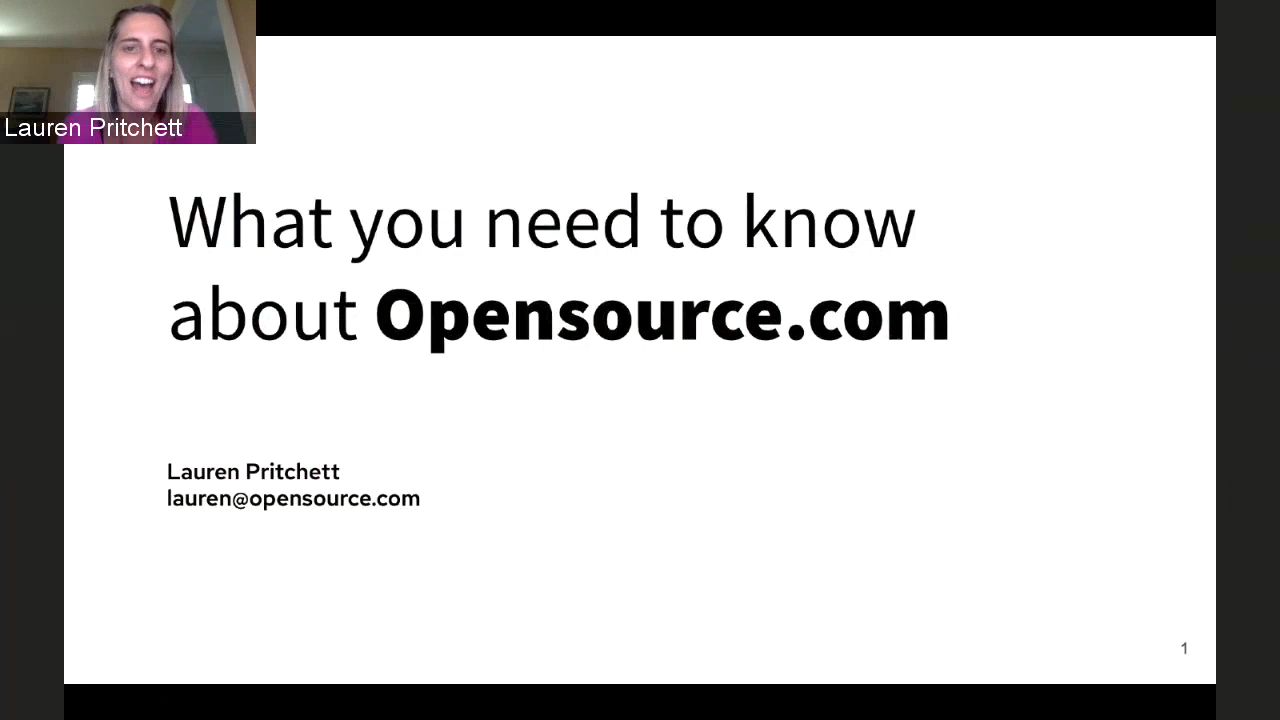 Lauren Pritchett
What you need to know
about Opensource.com
Lauren Pritchett
lauren@opensource.com
1